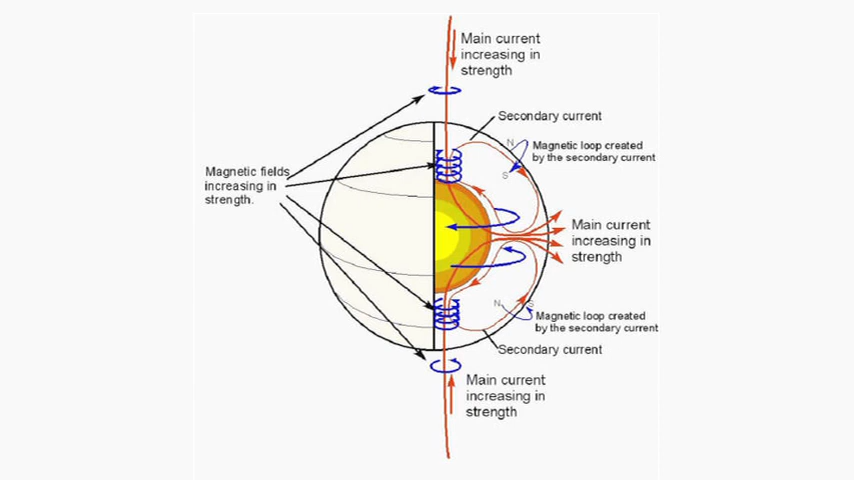 Main current
increasing in
strength
Secondary current
N
Magnetic loop created
by the secondary current
S
Magnetic fields
increasing in
strength.
Main current
increasing in
strength
N
S
Magnetic loop created
by the secondary current
Secondary current
Main current
increasing in
strength